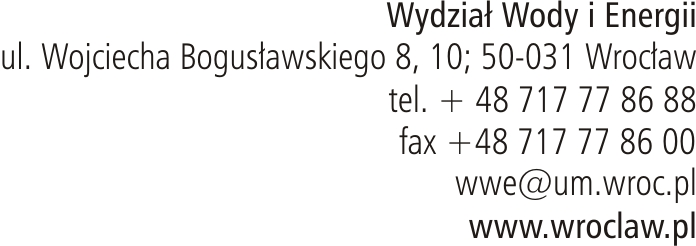 Wydział Wody i Energii
ul. Wojciecha Bogusławskiego 8, 10; 50-031 Wrocław
tel. + 48 717 77 86 88
fax +48 717 77 86 00
wwe@um.wroc.pl
www.wroclaw.pl